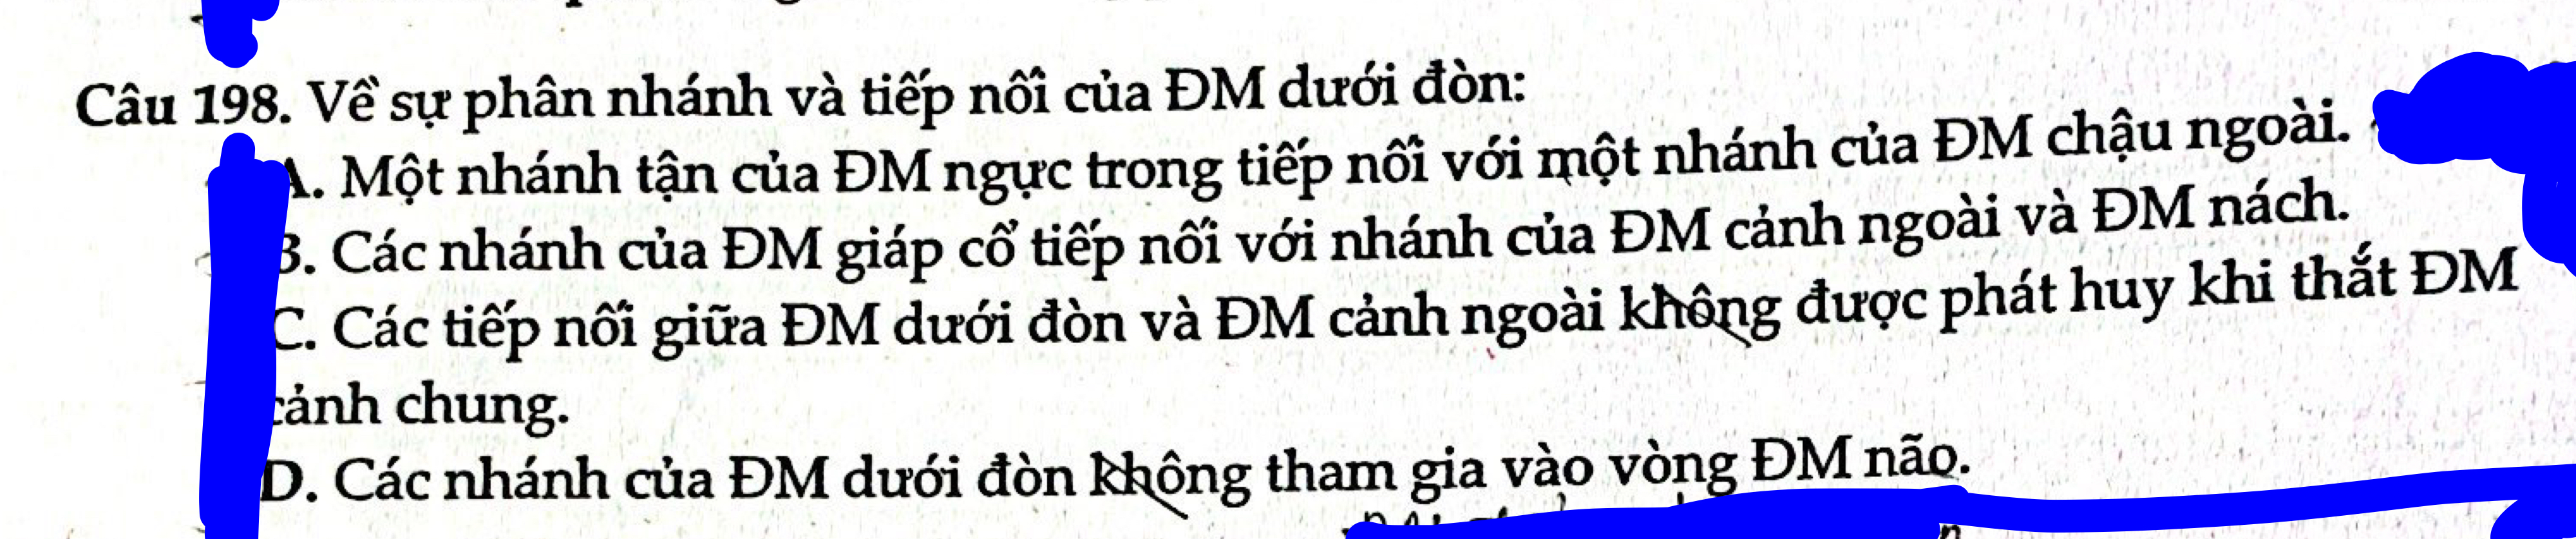 Câu 198. Về sự phân nhánh và tiếp nối của ĐM dưới đòn:
A. Một nhánh tận của ĐM ngực trong tiếp nối với một nhánh của ĐM chậu ngoài.
B. Các nhánh của ĐM giáp cổ tiếp nối với nhánh của ĐM cảnh ngoài và ĐM nách.
C. Các tiếp nối giữa ĐM dưới đòn và ĐM cảnh ngoài không được phát huy khi thắt ĐM
cảnh chung.
D. Các nhánh của ĐM dưới đòn không tham gia vào vòng ĐM não.